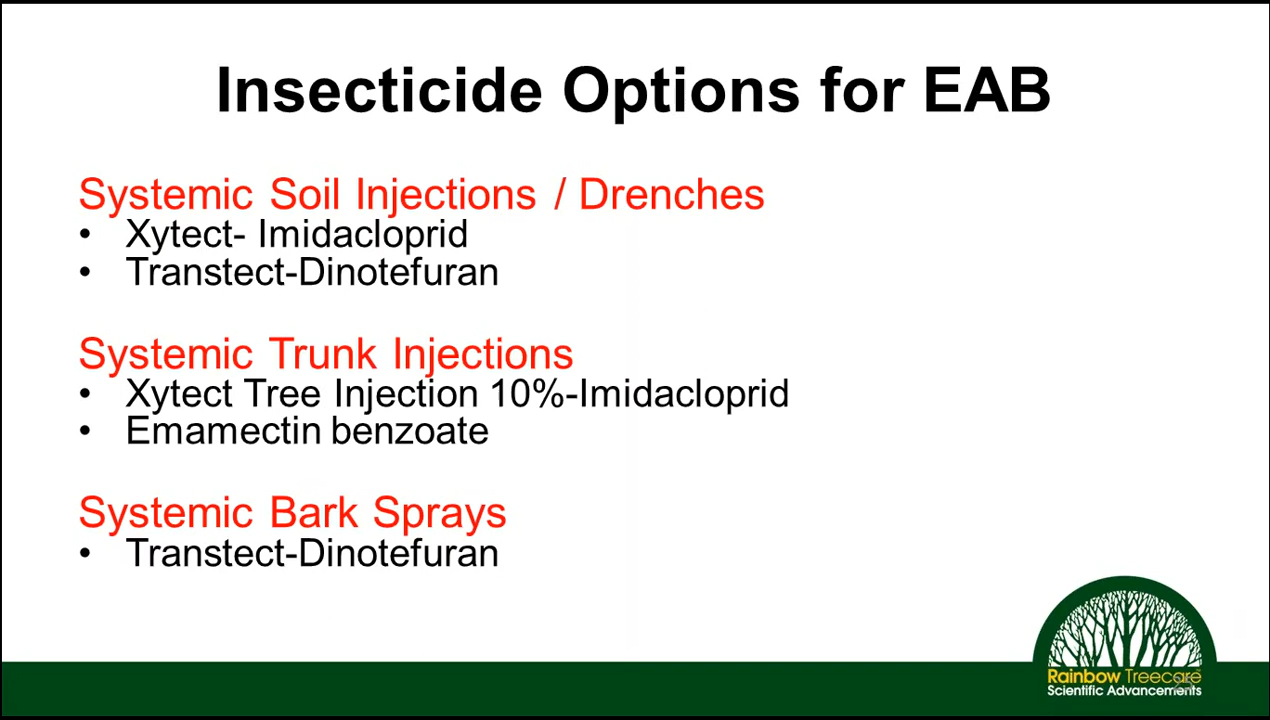 Insecticide Options for EAB
Systemic Soil Injections / Drenches
• Xytect- Imidacloprid
• Transtect-Dinotefuran
Systemic Trunk Injections
• Xytect Tree Injection 10%-Imidacloprid
• Emamectin benzoate
Systemic Bark Sprays
• Transtect-Dinotefuran
Rainbow Treecare
Scientific Advancements